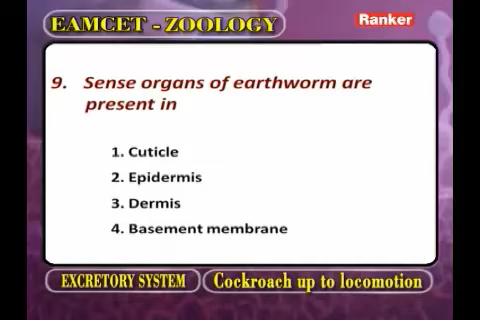 EAMCET - ZOOLOGY
Ranker
9. Sense organs of earthworm are
present in
1. Cuticle
2. Epidermis
3. Dermis
4. Basement membrane
EXCRETORY SYSTEM
Cockroach up to locomotion